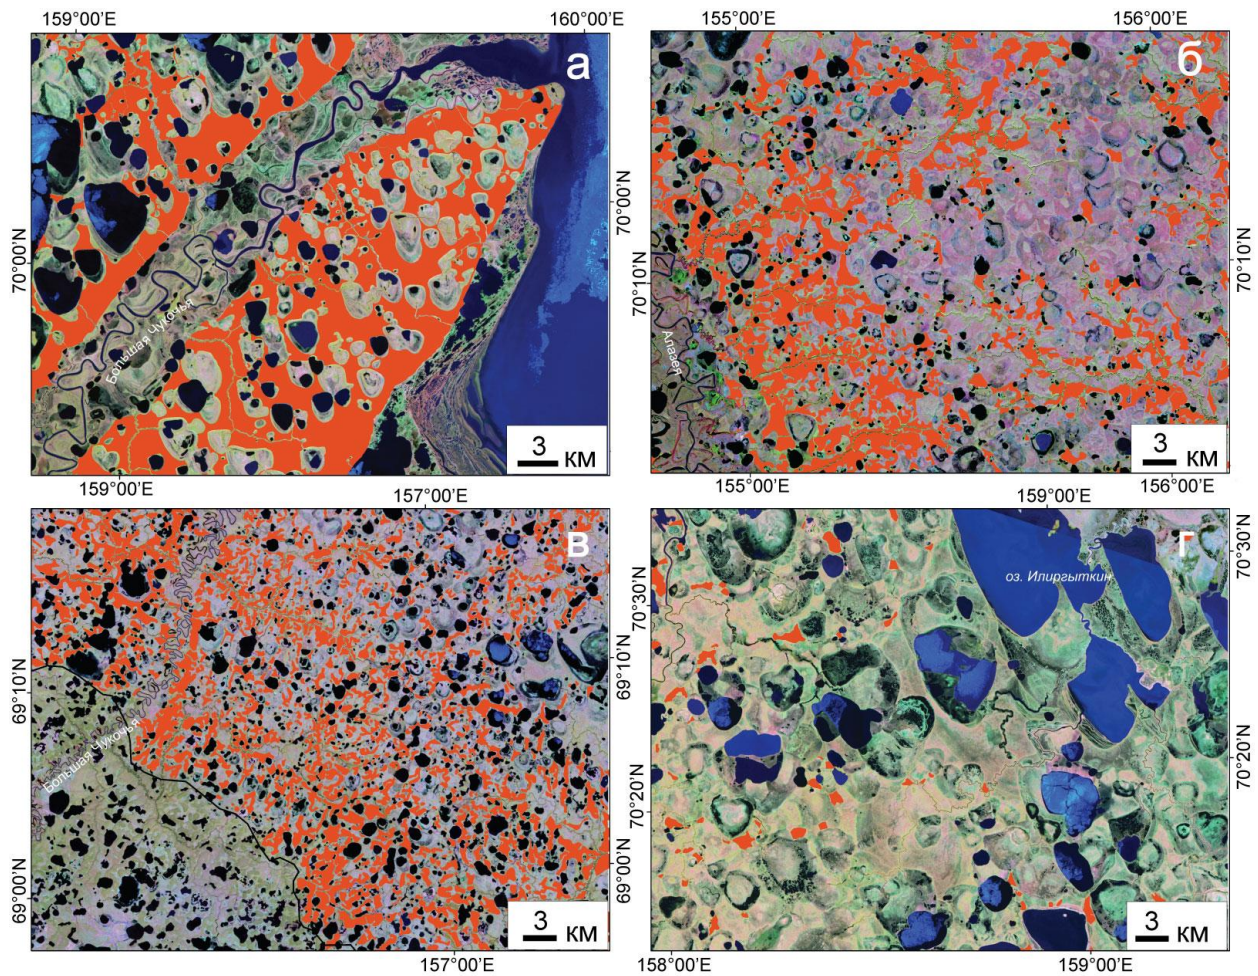 159°00'E
160°00'E
155°00'E
156°00'E
а
б
70°00'N
70°00'N
70°10'N
70°10'N
Большая Чукочья
Алазея
3
км
3
км
159°00'E
157°00'E
155°00'E
159°00'E
156°00'E
в
г
оз. Илиргыткин
69°10'N
69°10'N
70°30'N
70°30'N
Большая Чукочья
69°00'N
69°00'N
70°20'N
70°20'N
3
км
3
км
157°00'E
158°00'E
159°00'E